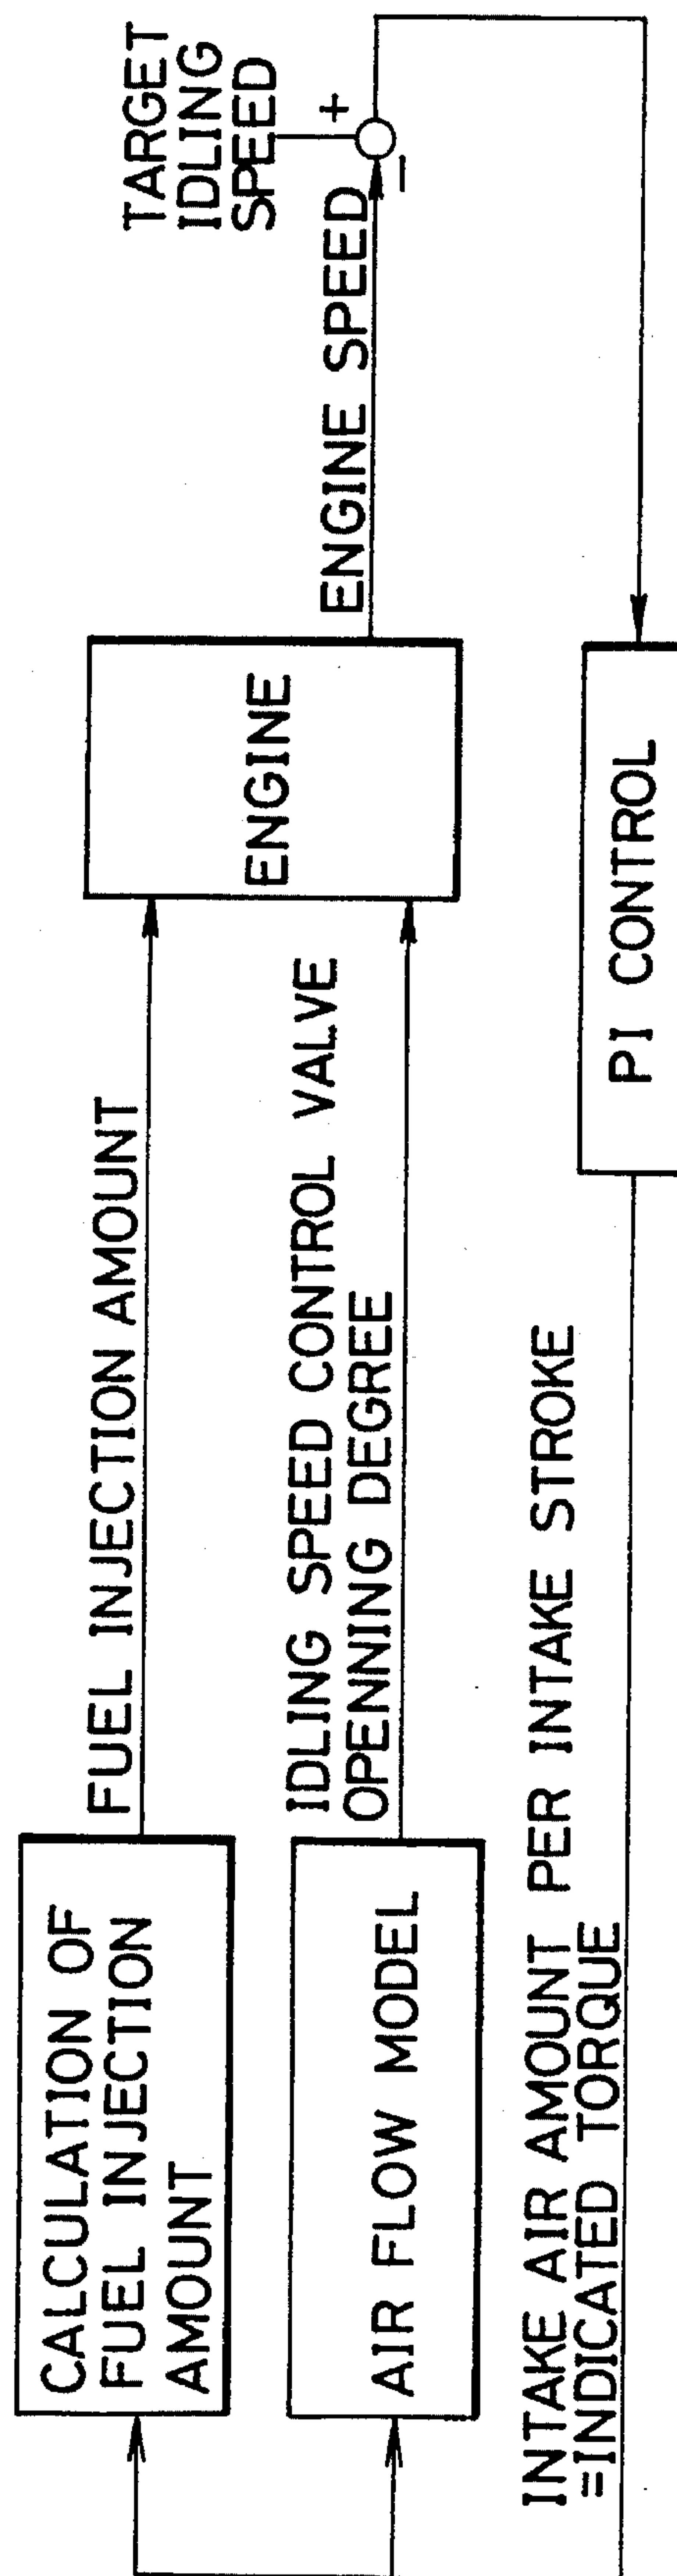 CALCULATION OF
FUEL INJECTION
AMOUNT
FUEL INJECTION AMOUNT
AIR FLOW MODEL
IDLING SPEED CONTROL VALVE
OPENNING DEGREE
ENGINE
ENGINE SPEED
TARGET
IDLING
SPEED
+
−
INTAKE AIR AMOUNT PER INTAKE STROKE
=INDICATED TORQUE
PI CONTROL